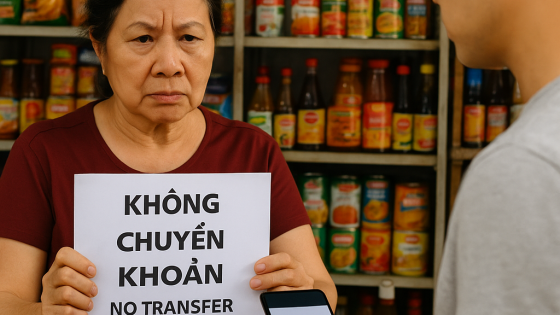 KHÔNG
CHUYỂN
KHOẢN
NO TRANSFER